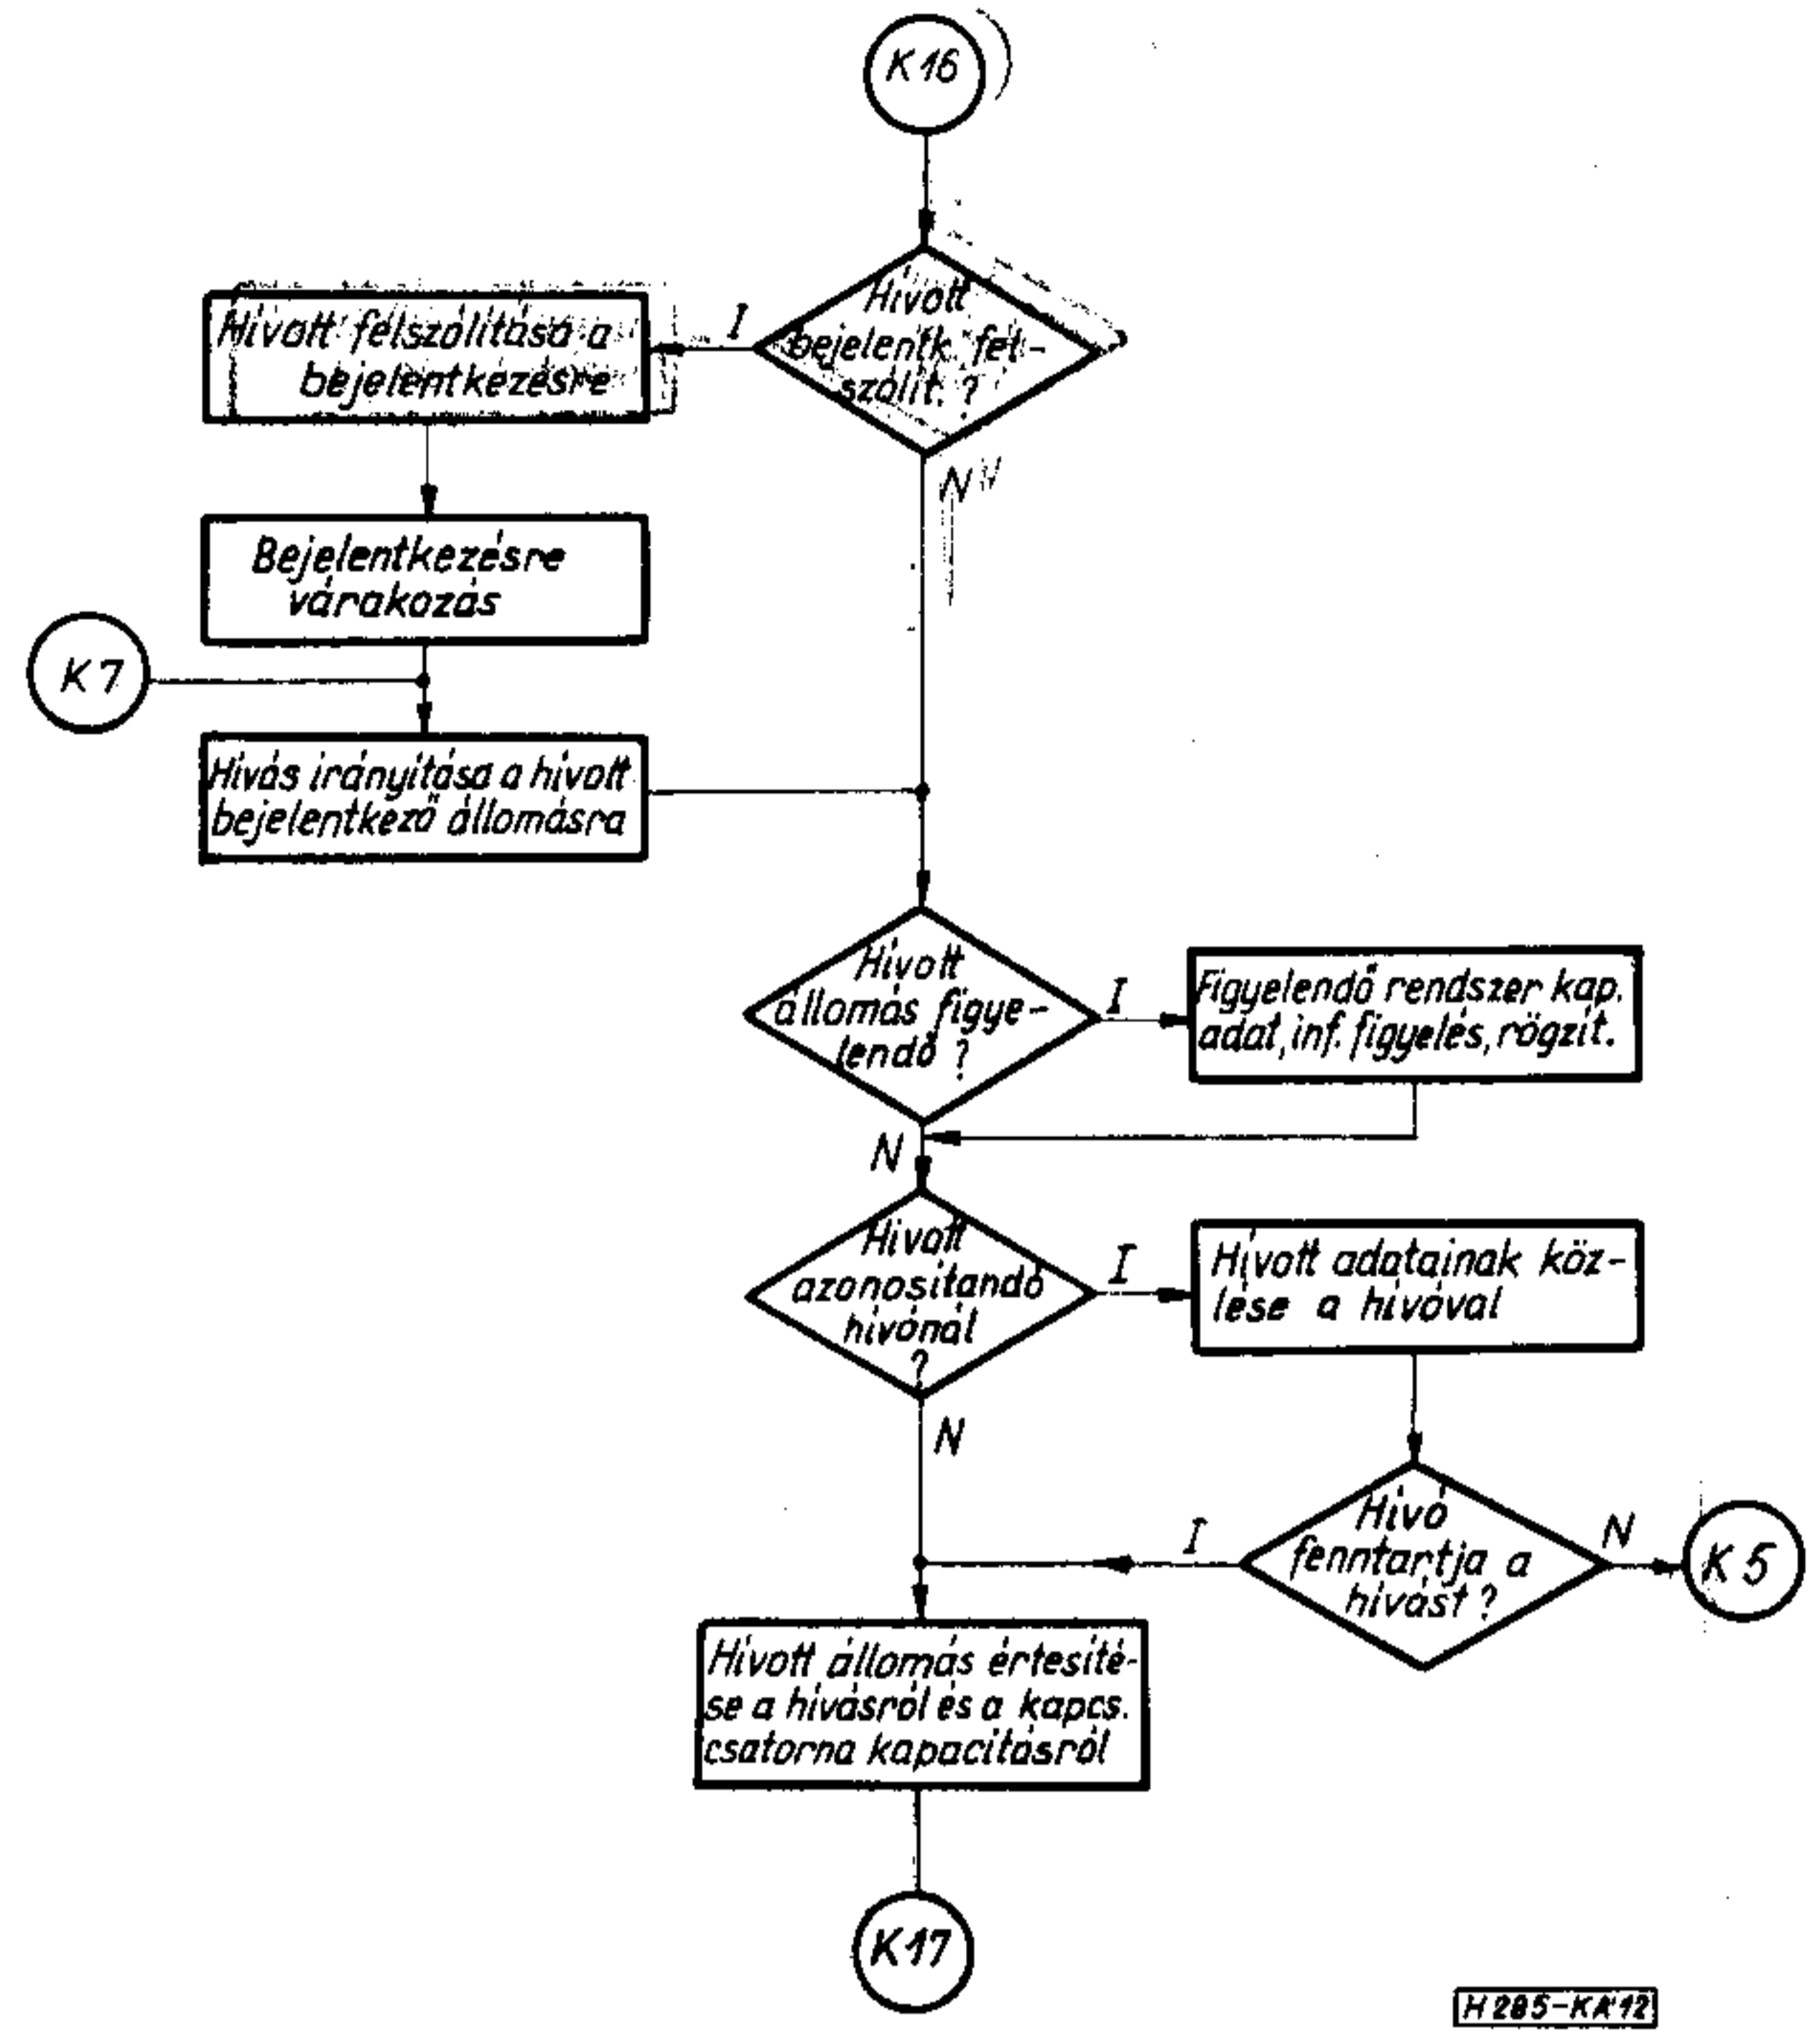 K16
Hívott
bejelentk. fel-
szólit. ?
I
Hívott felszólítása a
bejelentkezésre
N
Bejelentkezésre
várakozás
K7
Hívás irányítása a hívott
bejelentkező állomásra
Hívott
állomás figye-
lendő ?
I
Figyelendő rendszer kap.
adat, inf. figyelés, rögzít.
N
Hívott
azonosítandó
hívónál
?
I
Hívott adatainak köz-
lése a hívóval
N
Hívó
fenntartja a
hívást ?
I
N
K5
Hívott állomás értesíté-
se a hívásról és a kapcs.
csatorna kapacitásról
K17
H285-KA12